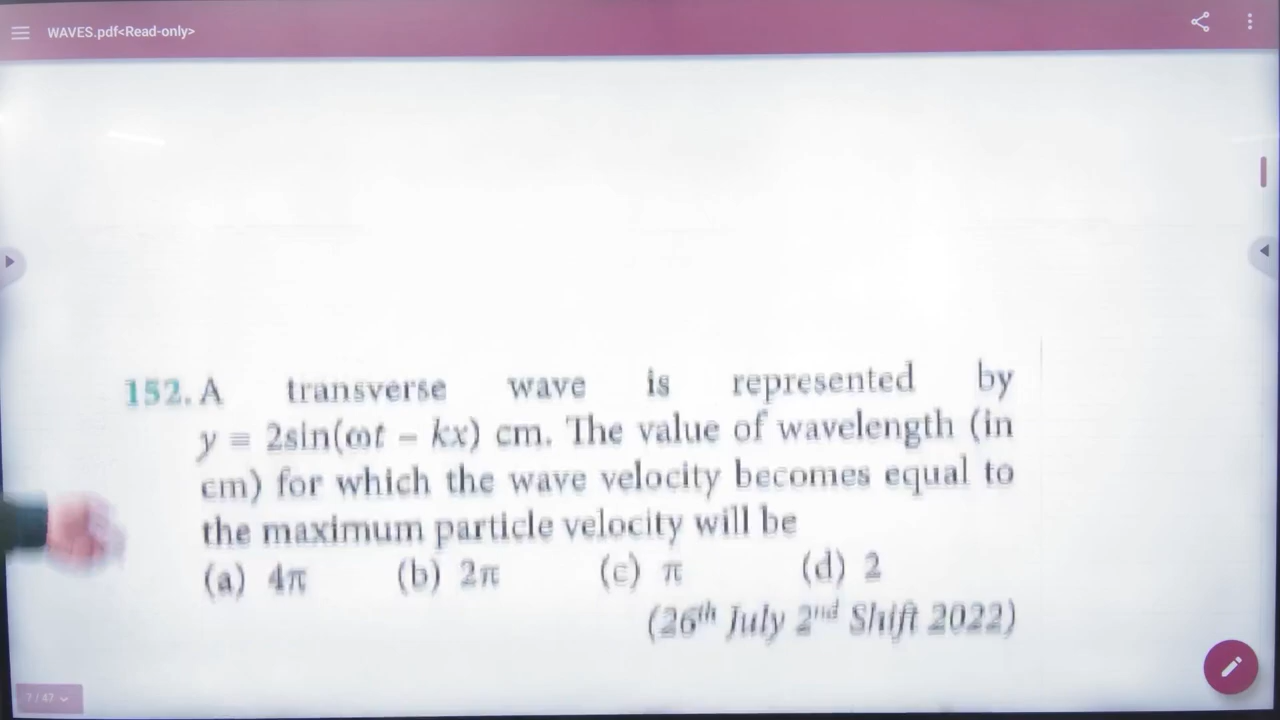 WAVES.pdf<Read-only>
152. A transverse wave is represented by
y = 2sin(ωt – kx) cm. The value of wavelength (in
cm) for which the wave velocity becomes equal to
the maximum particle velocity will be
(a) 4π (b) 2π (c) π (d) 2
(26th July 2nd Shift 2022)
7 / 47